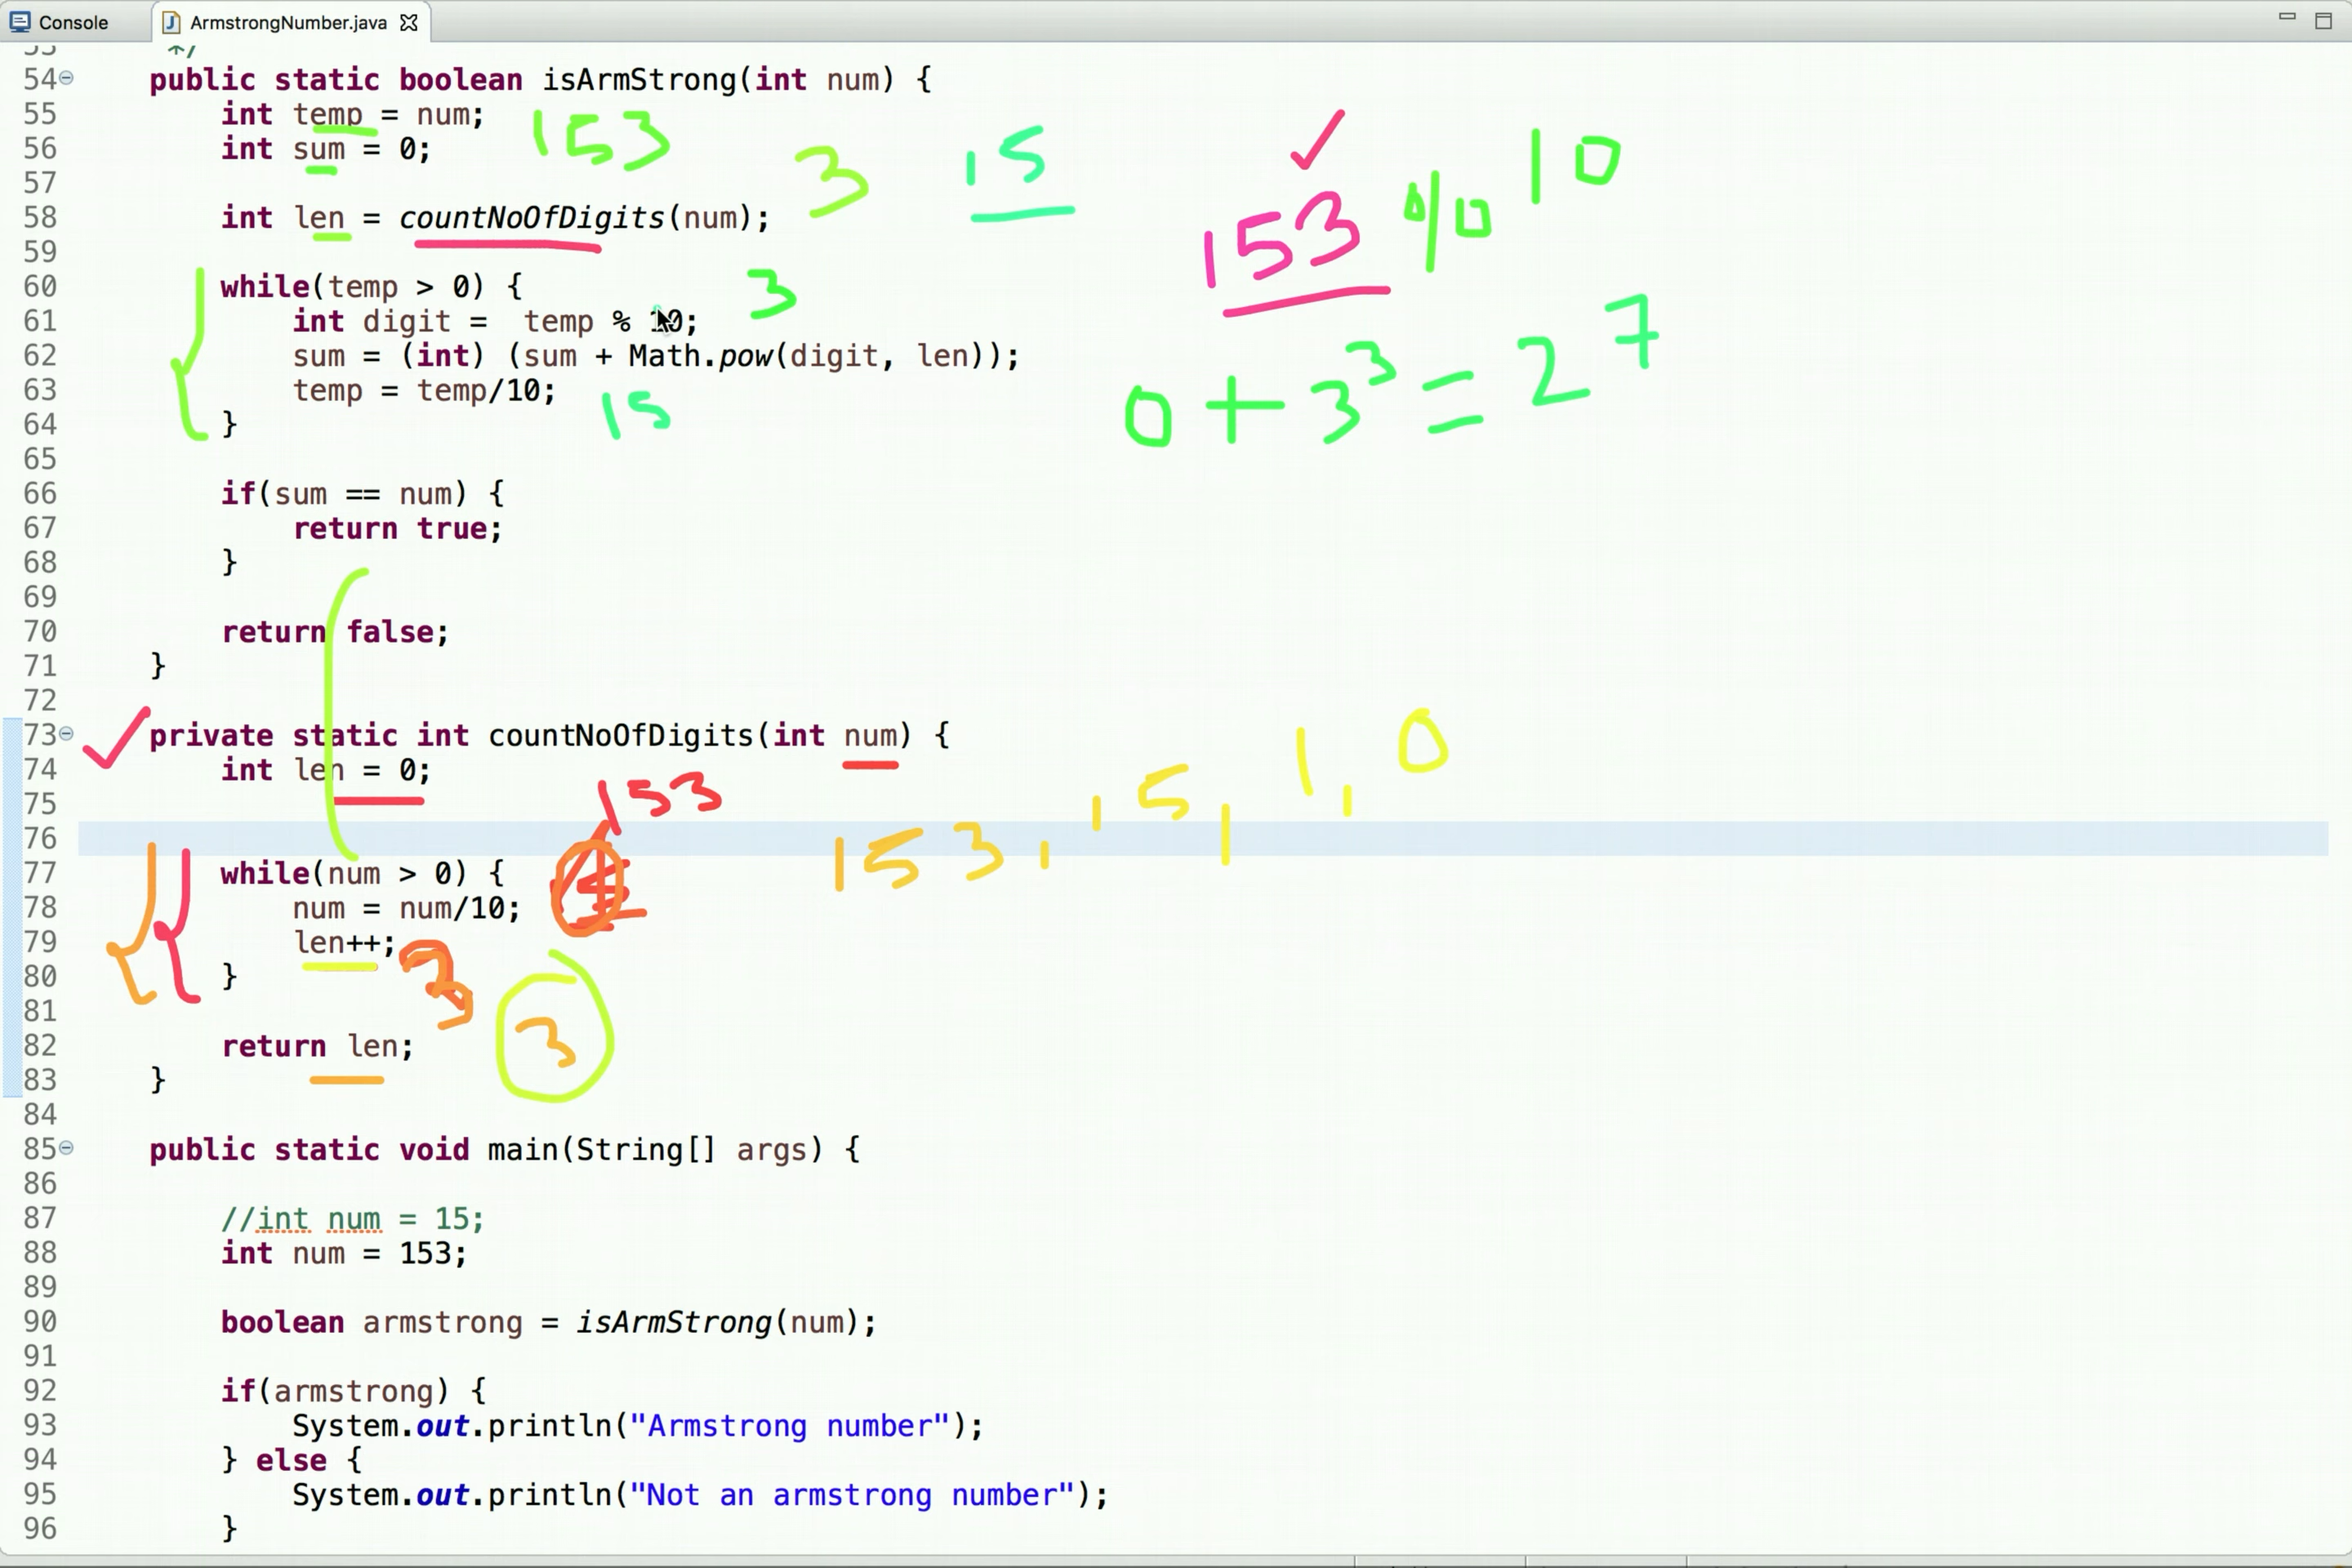 Console ArmstrongNumber.java
54 public static boolean isArmStrong(int num) {
55 int temp = num;
153
56 int sum = 0;
3 15
153 % 10
57
58 int len = countNoOfDigits(num);
59
60 while(temp > 0) {
3
61 int digit =  temp % 10;
62 sum = (int) (sum + Math.pow(digit, len));
0 + 3³ = 27
63 temp = temp/10;
15
64 }
65
66 if(sum == num) {
67 return true;
68 }
69
70 return false;
71 }
72
73 private static int countNoOfDigits(int num) {
74 int len = 0;
153
75
153, 15, 1, 0
76
77 while(num > 0) {
78 num = num/10;
79 len++;
80 }
3
81
82 return len;
83 }
84
85 public static void main(String[] args) {
86
87 //int num = 15;
88 int num = 153;
89
90 boolean armstrong = isArmStrong(num);
91
92 if(armstrong) {
93 System.out.println("Armstrong number");
94 } else {
95 System.out.println("Not an armstrong number");
96 }